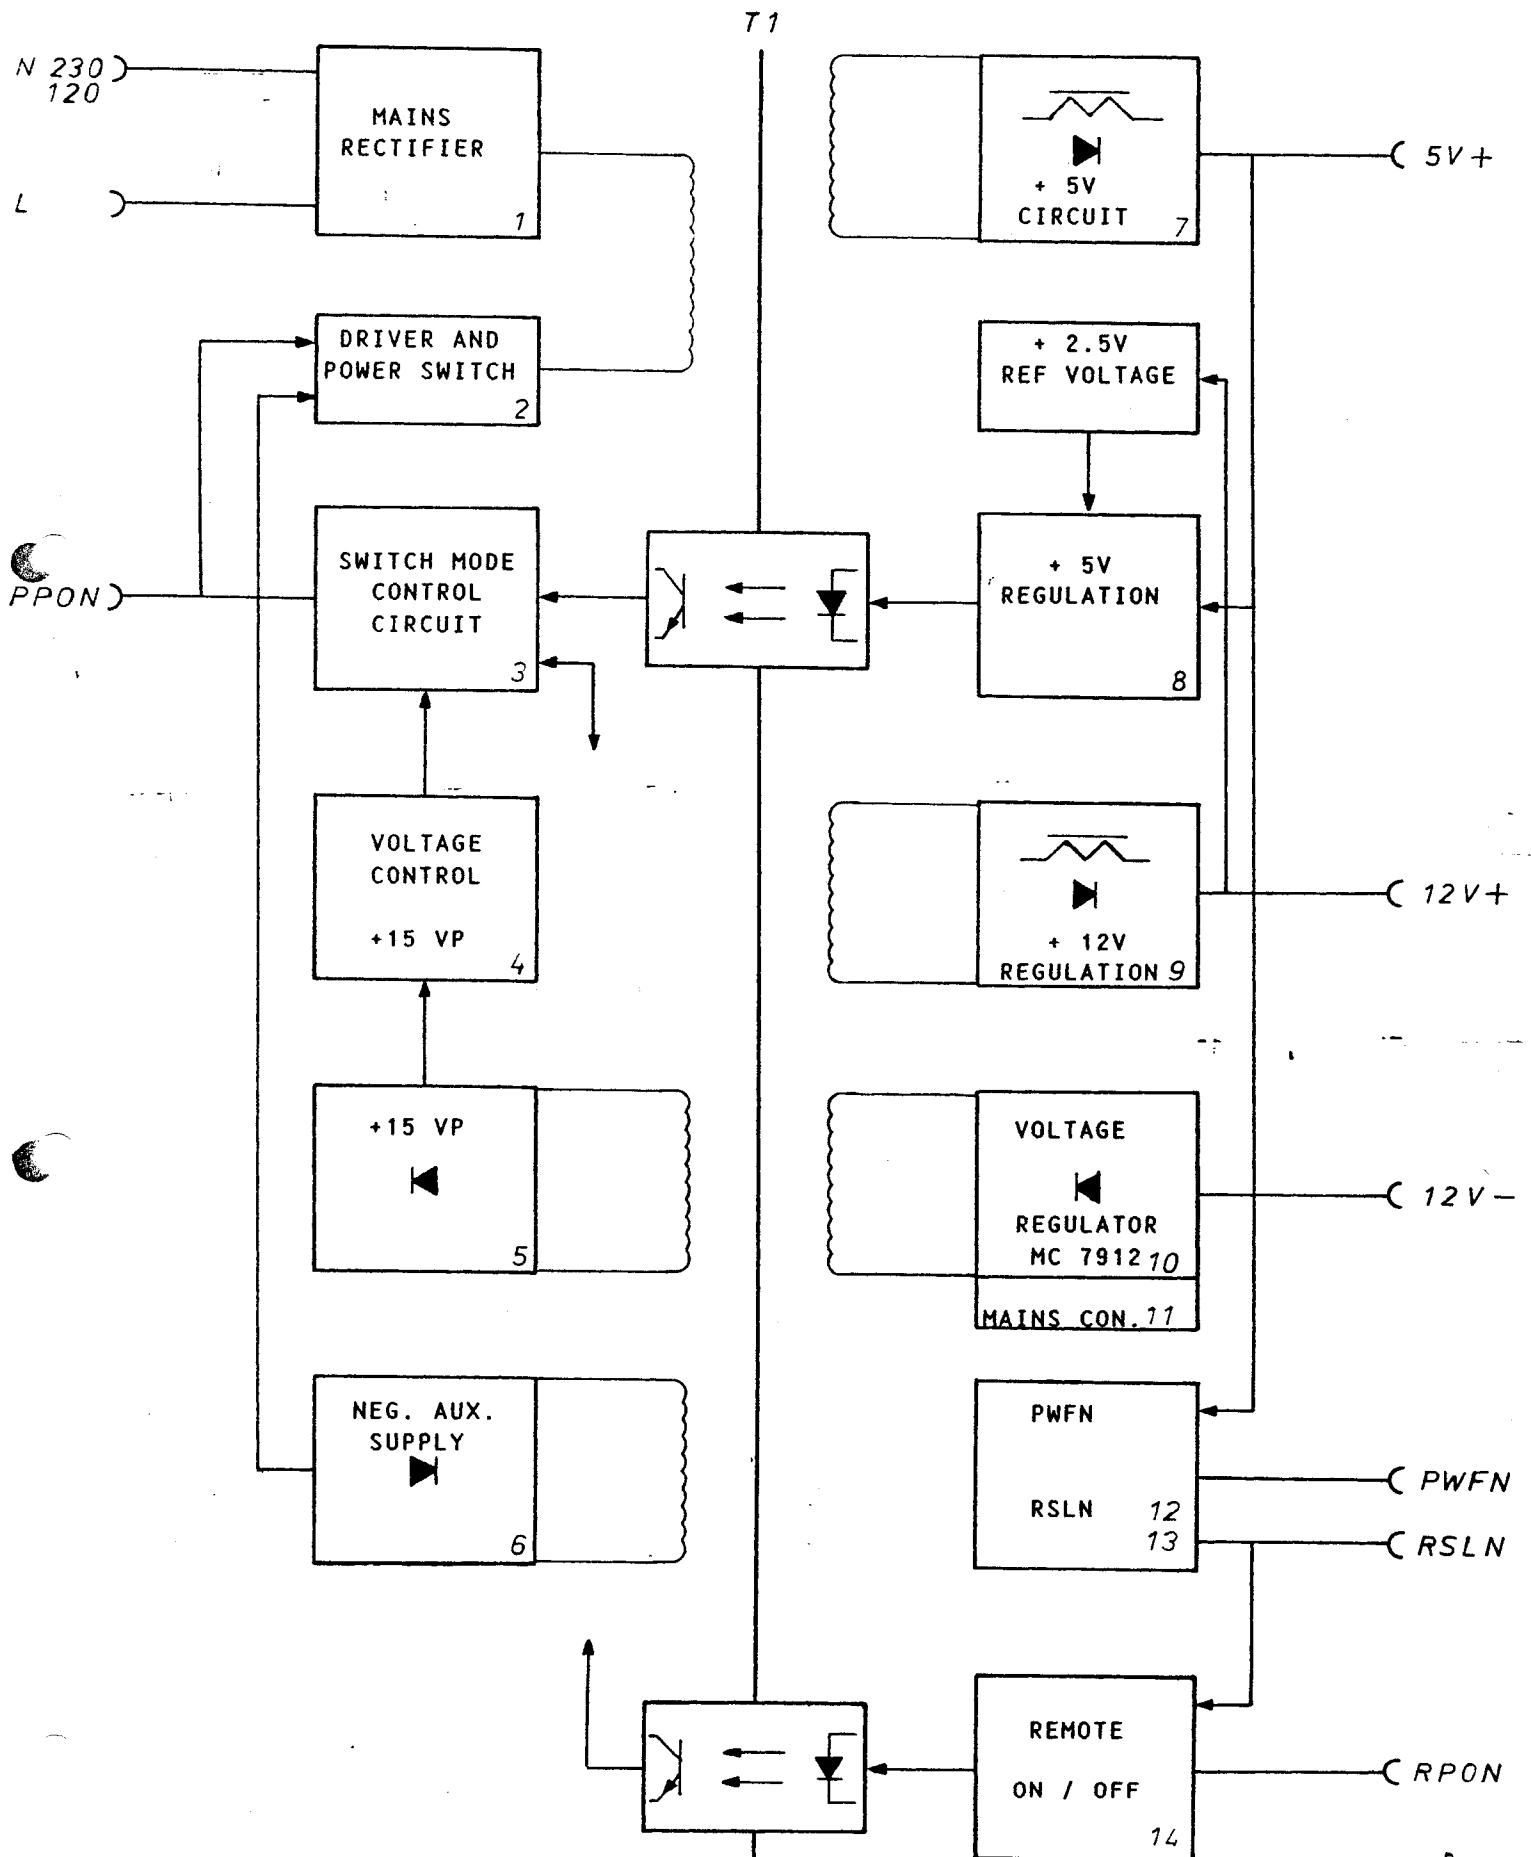 T1
N 230
120
L
MAINS
RECTIFIER
1
+ 5V
CIRCUIT
7
5V+
DRIVER AND
POWER SWITCH
2
+ 2.5V
REF VOLTAGE
PPON
SWITCH MODE
CONTROL
CIRCUIT
3
+ 5V
REGULATION
8
VOLTAGE
CONTROL
+15 VP
4
+ 12V
REGULATION 9
12V+
+15 VP
5
VOLTAGE
REGULATOR
MC 7912 10
MAINS CON. 11
12V-
NEG. AUX.
SUPPLY
6
PWFN
RSLN 12
13
PWFN
RSLN
REMOTE
ON / OFF
14
RPON